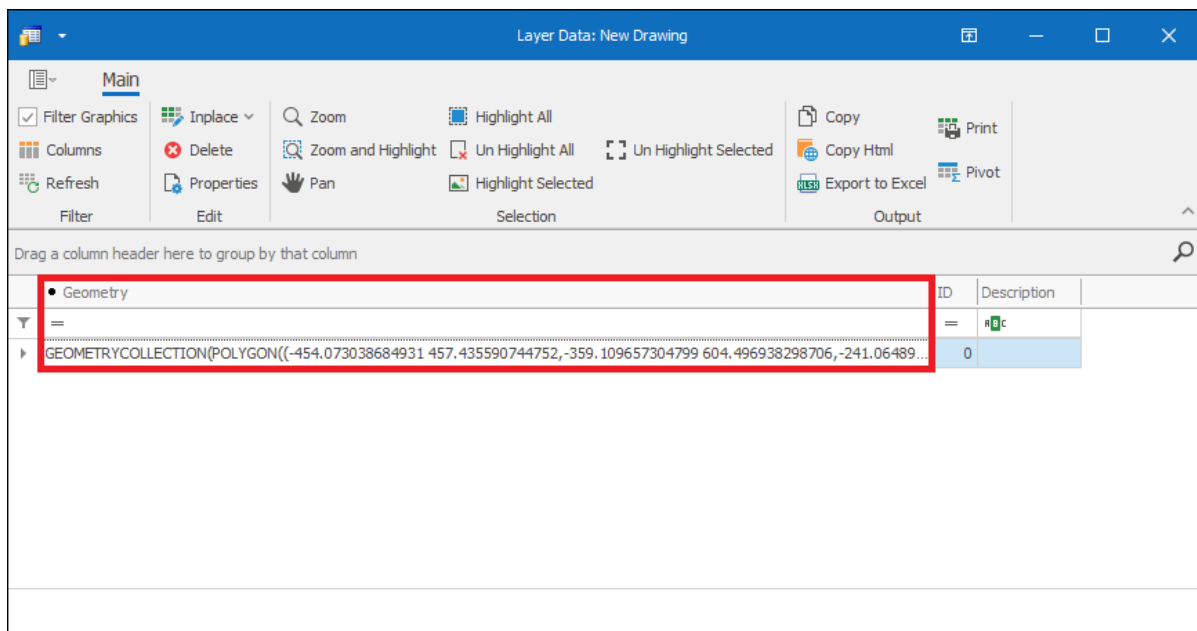 Layer Data: New Drawing
Main
Filter Graphics Inplace Zoom Highlight All Copy Print
Columns Delete Zoom and Highlight Un Highlight All Un Highlight Selected Copy Html
Refresh Properties Pan Highlight Selected XLSX Export to Excel Pivot
Filter Edit Selection Output
Drag a column header here to group by that column
Geometry ID Description
= = ABC
GEOMETRYCOLLECTION(POLYGON((-454.073038684931 457.435590744752,-359.109657304799 604.496938298706,-241.06489... 0